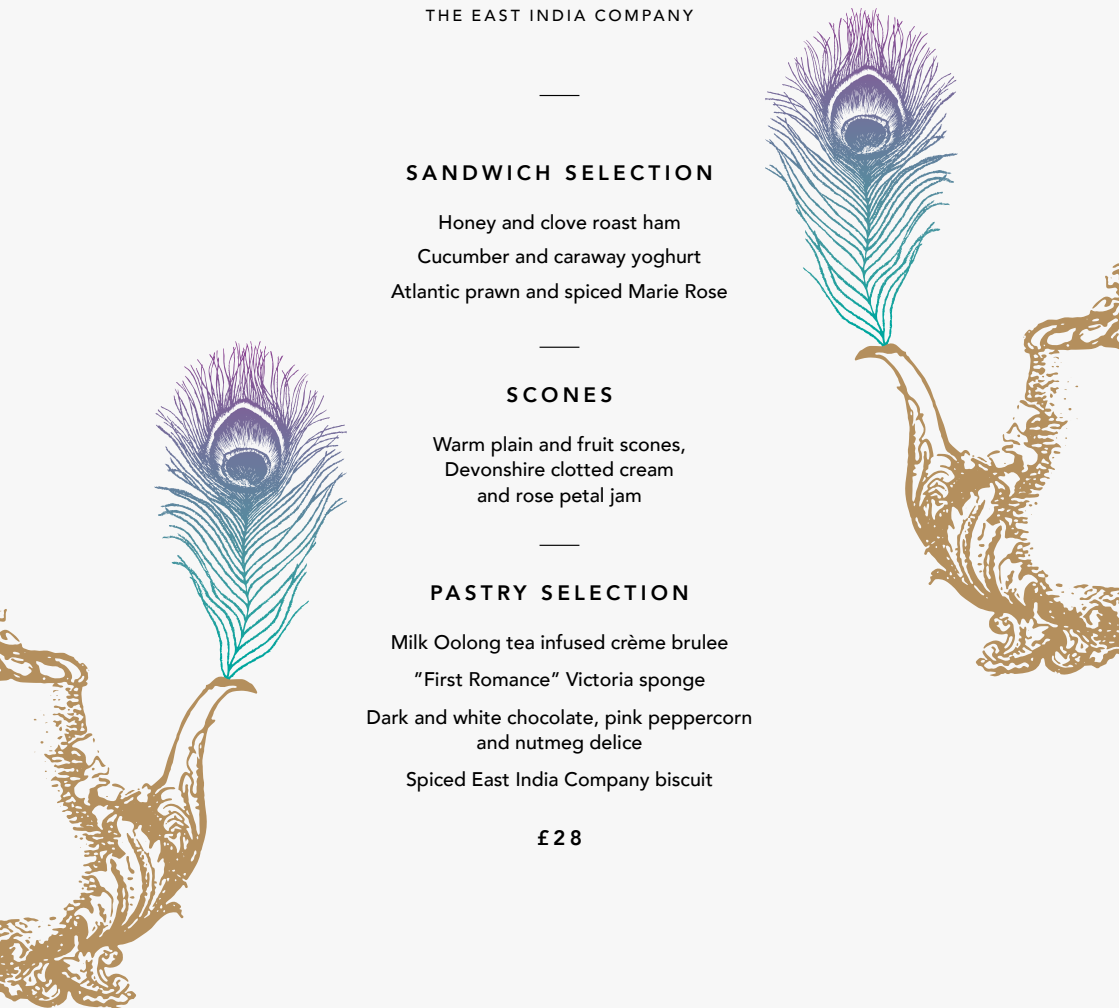 THE EAST INDIA COMPANY
SANDWICH SELECTION
Honey and clove roast ham
Cucumber and caraway yoghurt
Atlantic prawn and spiced Marie Rose
SCONES
Warm plain and fruit scones,
Devonshire clotted cream
and rose petal jam
PASTRY SELECTION
Milk Oolong tea infused crème brulee
”First Romance” Victoria sponge
Dark and white chocolate, pink peppercorn
and nutmeg delice
Spiced East India Company biscuit
£28